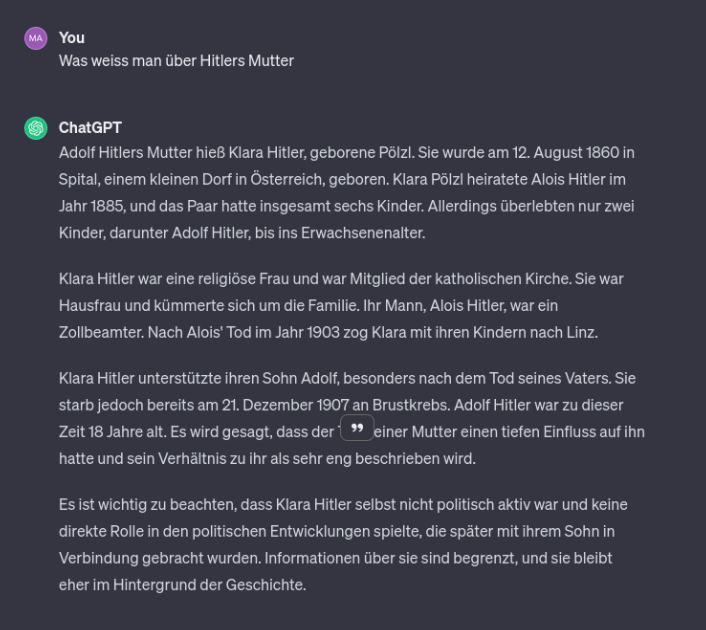 MA
You
Was weiss man über Hitlers Mutter
ChatGPT
Adolf Hitlers Mutter hieß Klara Hitler, geborene Pölzl. Sie wurde am 12. August 1860 in
Spital, einem kleinen Dorf in Österreich, geboren. Klara Pölzl heiratete Alois Hitler im
Jahr 1885, und das Paar hatte insgesamt sechs Kinder. Allerdings überlebten nur zwei
Kinder, darunter Adolf Hitler, bis ins Erwachsenenalter.
Klara Hitler war eine religiöse Frau und war Mitglied der katholischen Kirche. Sie war
Hausfrau und kümmerte sich um die Familie. Ihr Mann, Alois Hitler, war ein
Zollbeamter. Nach Alois' Tod im Jahr 1903 zog Klara mit ihren Kindern nach Linz.
Klara Hitler unterstützte ihren Sohn Adolf, besonders nach dem Tod seines Vaters. Sie
starb jedoch bereits am 21. Dezember 1907 an Brustkrebs. Adolf Hitler war zu dieser
Zeit 18 Jahre alt. Es wird gesagt, dass der einer Mutter einen tiefen Einfluss auf ihn
hatte und sein Verhältnis zu ihr als sehr eng beschrieben wird.
Es ist wichtig zu beachten, dass Klara Hitler selbst nicht politisch aktiv war und keine
direkte Rolle in den politischen Entwicklungen spielte, die später mit ihrem Sohn in
Verbindung gebracht wurden. Informationen über sie sind begrenzt, und sie bleibt
eher im Hintergrund der Geschichte.